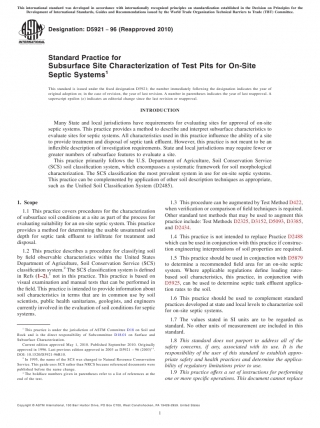 This international standard was developed in accordance with internationally recognized principles on standardization established in the Decision on Principles for the
Development of International Standards, Guides and Recommendations issued by the World Trade Organization Technical Barriers to Trade (TBT) Committee.
Designation: D5921 − 96 (Reapproved 2010)
Standard Practice for
Subsurface Site Characterization of Test Pits for On-Site
Septic Systems1
This standard is issued under the fixed designation D5921; the number immediately following the designation indicates the year of
original adoption or, in the case of revision, the year of last revision. A number in parentheses indicates the year of last reapproval. A
superscript epsilon (ε) indicates an editorial change since the last revision or reapproval.
INTRODUCTION
Many State and local jurisdictions have requirements for evaluating sites for approval of on-site
septic systems. This practice provides a method to describe and interpret subsurface characteristics to
evaluate sites for septic systems. All characteristics used in this practice influence the ability of a site
to provide treatment and disposal of septic tank effluent. However, this practice is not meant to be an
inflexible description of investigation requirements. State and local jurisdictions may require fewer or
greater numbers of subsurface features to evaluate a site.
This practice primarily follows the U.S. Department of Agriculture, Soil Conservation Service
(SCS) soil classification system, which encompasses a systematic framework for soil morphological
characterization. The SCS classification the most prevalent system in use for on-site septic systems.
This practice can be complemented by application of other soil description techniques as appropriate,
such as the Unified Soil Classification System (D2485).
1. Scope
1.1 This practice covers procedures for the characterization
of subsurface soil conditions at a site as part of the process for
evaluating suitability for an on-site septic system. This practice
provides a method for determining the usable unsaturated soil
depth for septic tank effluent to infiltrate for treatment and
disposal.
1.2 This practice describes a procedure for classifying soil
by field observable characteristics within the United States
Department of Agriculture, Soil Conservation Service (SCS)
classification system.2 The SCS classification system is defined
in Refs (1–2),3 not in this practice. This practice is based on
visual examination and manual tests that can be performed in
the field. This practice is intended to provide information about
soil characteristics in terms that are in common use by soil
scientists, public health sanitarians, geologists, and engineers
currently involved in the evaluation of soil conditions for septic
systems.
1 This practice is under the jurisdiction of ASTM Committee D18 on Soil and
Rock and is the direct responsibility of Subcommittee D18.01 on Surface and
Subsurface Characterization.
Current edition approved May 1, 2010. Published September 2010. Originally
approved in 1996. Last previous edition approved in 2003 as D5921 – 96 (2003)ε1.
DOI: 10.1520/D5921-96R10.
2 In 1995, the name of the SCS was changed to Natural Resource Conservation
Service. This guide uses SCS rather than NRCS because referenced documents were
published before the name change.
3 The boldface numbers given in parentheses refer to a list of references at the
end of the text.
1.3 This procedure can be augmented by Test Method D422,
when verification or comparison of field techniques is required.
Other standard test methods that may be used to augment this
practice include: Test Methods D2325, D3152, D5093, D3385,
and D2434.
1.4 This practice is not intended to replace Practice D2488
which can be used in conjunction with this practice if construc-
tion engineering interpretations of soil properties are required.
1.5 This practice should be used in conjunction with D5879
to determine a recommended field area for an on-site septic
system. Where applicable regulations define loading rates-
based soil characteristics, this practice, in conjunction with
D5925, can be used to determine septic tank effluent applica-
tion rates to the soil.
1.6 This practice should be used to complement standard
practices developed at state and local levels to characterize soil
for on-site septic systems.
1.7 The values stated in SI units are to be regarded as
standard. No other units of measurement are included in this
standard.
1.8 This standard does not purport to address all of the
safety concerns, if any, associated with its use. It is the
responsibility of the user of this standard to establish appro-
priate safety and health practices and determine the applica-
bility of regulatory limitations prior to use.
1.9 This practice offers a set of instructions for performing
one or more specific operations. This document cannot replace
Copyright © ASTM International, 100 Barr Harbor Drive, PO Box C700, West Conshohocken, PA 19428-2959. United States
1